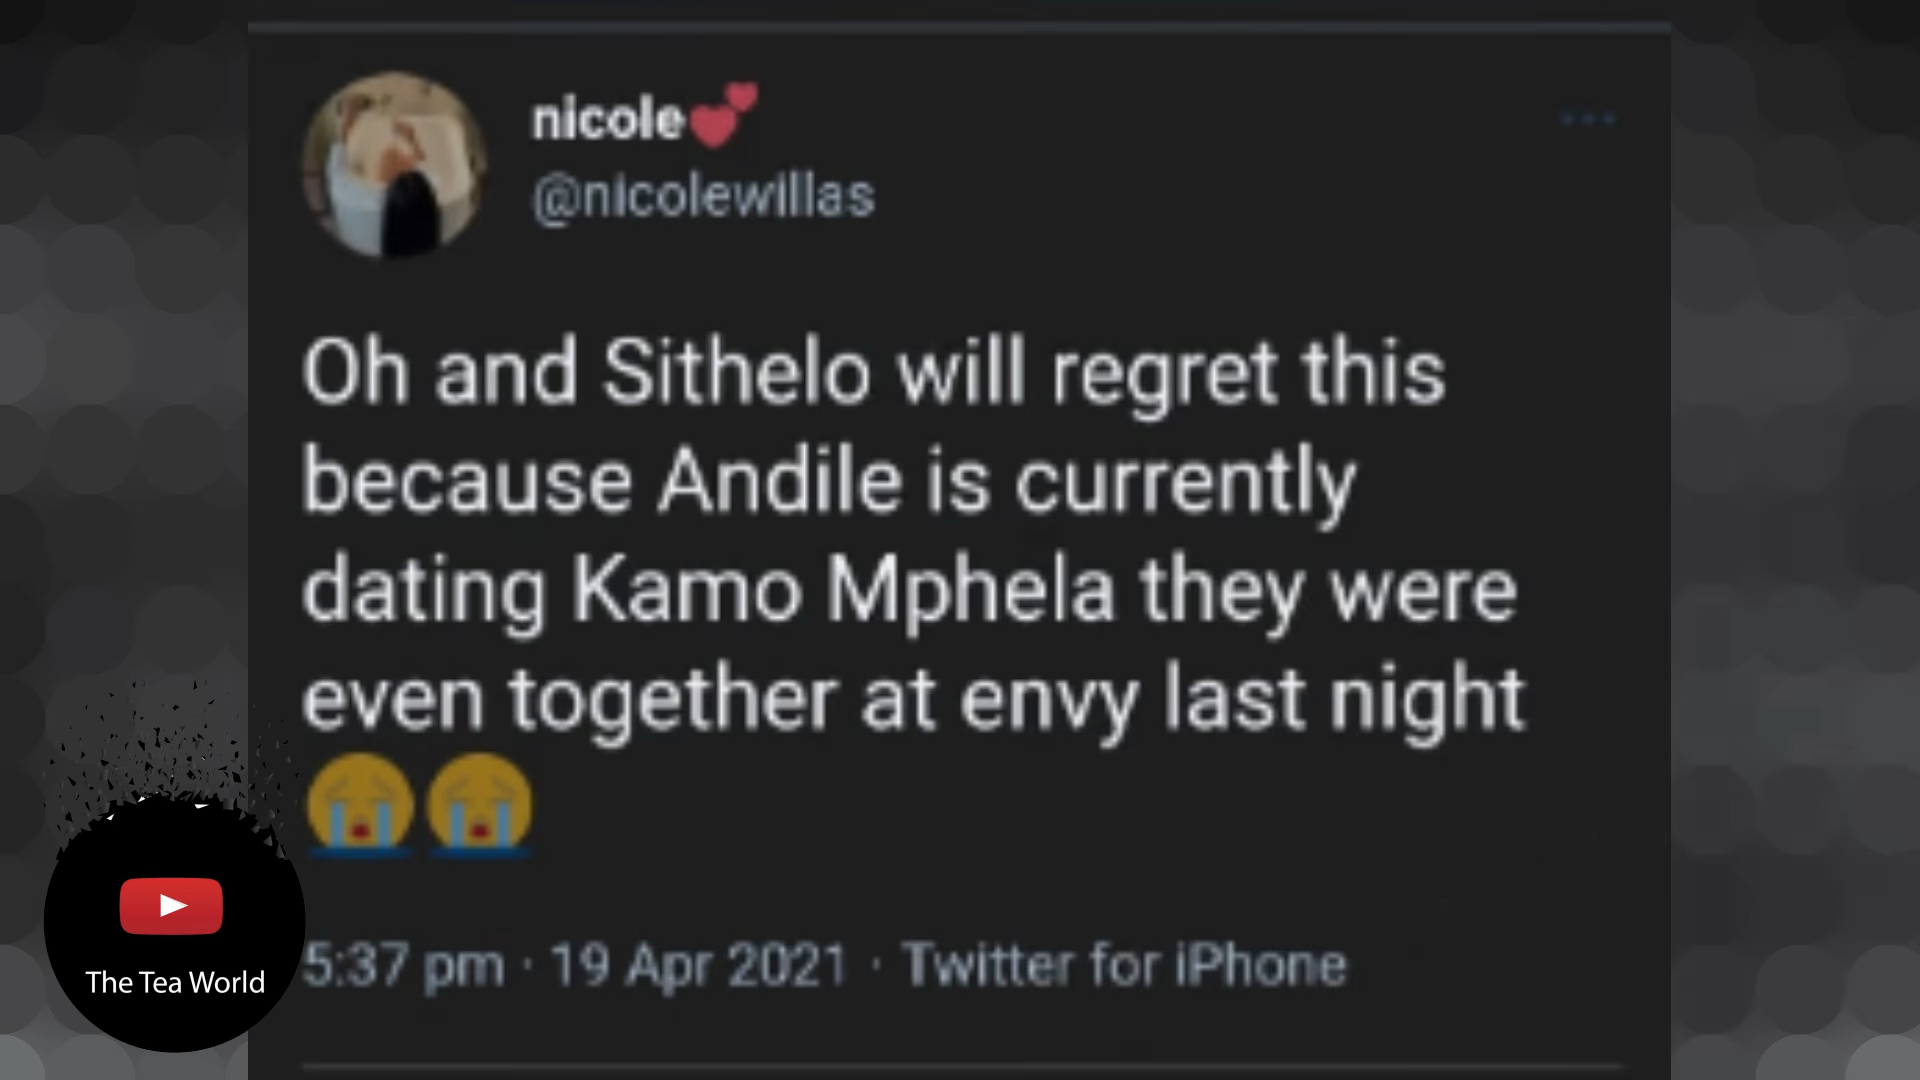 nicole💕
@nicolewillas
Oh and Sithelo will regret this
because Andile is currently
dating Kamo Mphela they were
even together at envy last night
😭😭
5:37 pm · 19 Apr 2021 · Twitter for iPhone
The Tea World